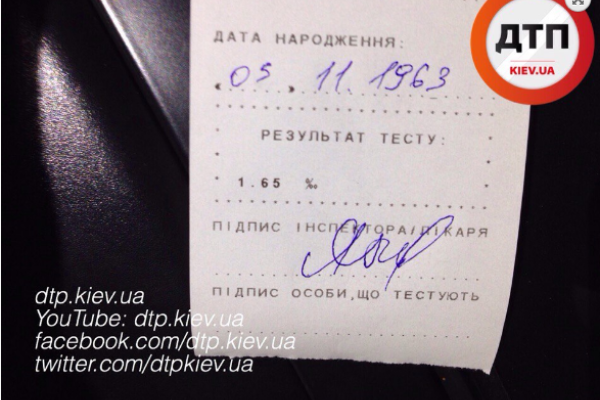 ДАТА НАРОДЖЕННЯ:
« 05 » 11 1963
РЕЗУЛЬТАТ ТЕСТУ:
1.65 ‰
ПІДПИС ІНСПЕКТОРА/ЛІКАРЯ
ПІДПИС ОСОБИ,ЩО ТЕСТУЮТЬ
ДТП
KIEV.UA
dtp.kiev.ua
YouTube: dtp.kiev.ua
facebook.com/dtp.kiev.ua
twitter.com/dtpkiev.ua